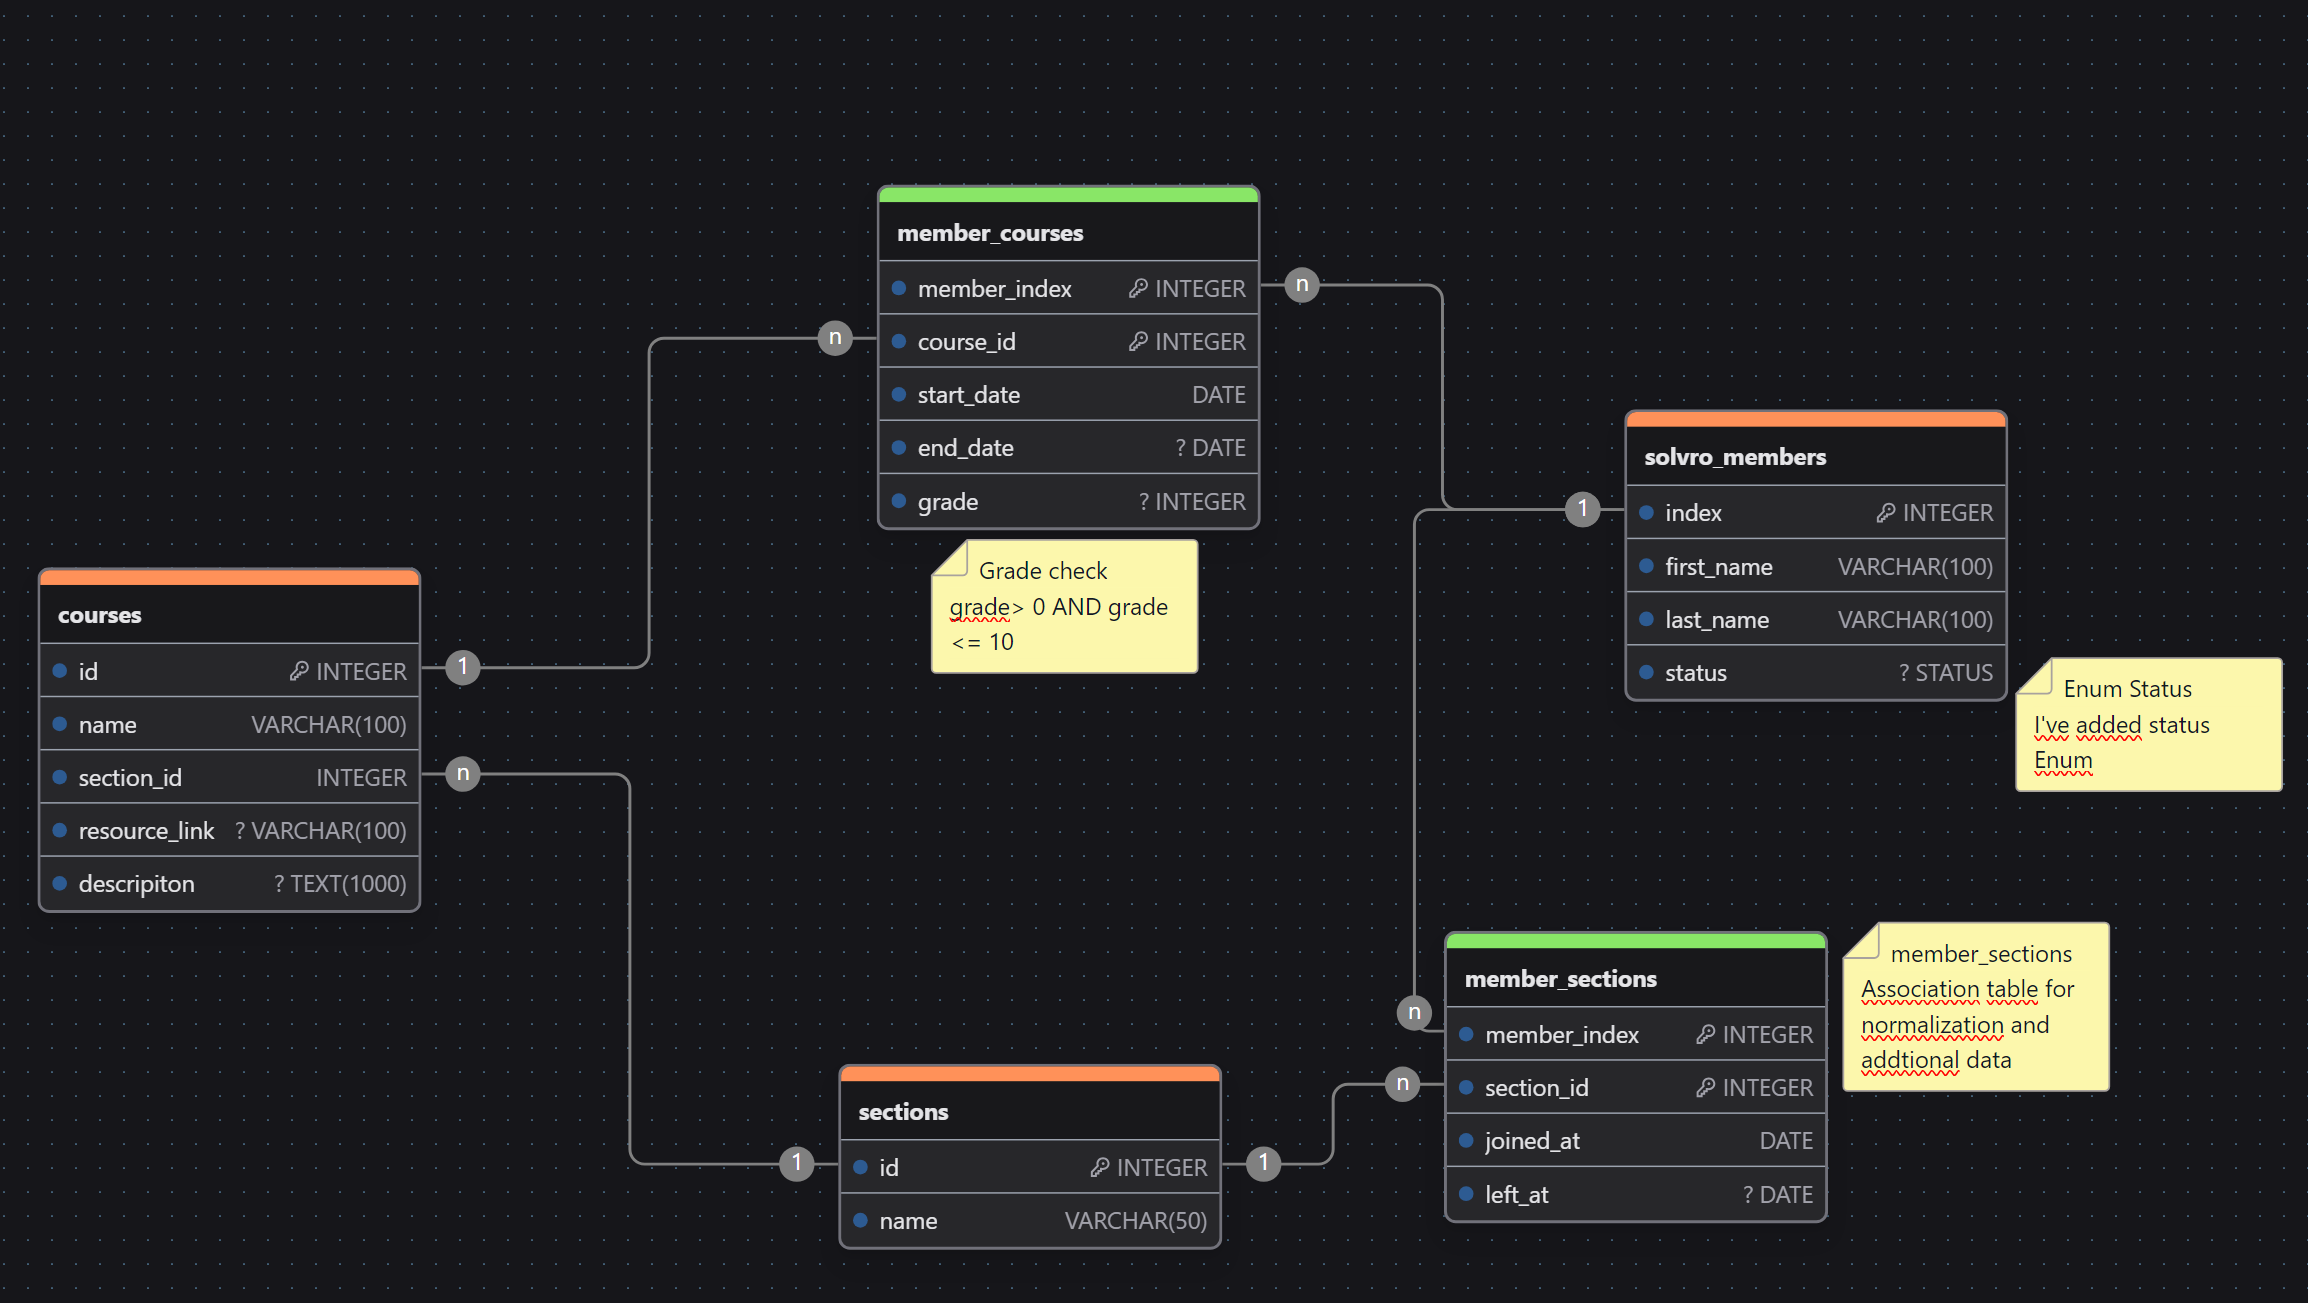 member_courses
member_index INTEGER
course_id INTEGER
start_date DATE
end_date ? DATE
grade ? INTEGER
n
n
Grade check
grade> 0 AND grade
<= 10
solvro_members
index INTEGER
first_name VARCHAR(100)
last_name VARCHAR(100)
status ? STATUS
1
Enum Status
I've added status
Enum
courses
id INTEGER
name VARCHAR(100)
section_id INTEGER
resource_link ? VARCHAR(100)
descripiton ? TEXT(1000)
1
n
member_sections
member_index INTEGER
section_id INTEGER
joined_at DATE
left_at ? DATE
n
n
member_sections
Association table for
normalization and
addtional data
sections
id INTEGER
name VARCHAR(50)
1
1